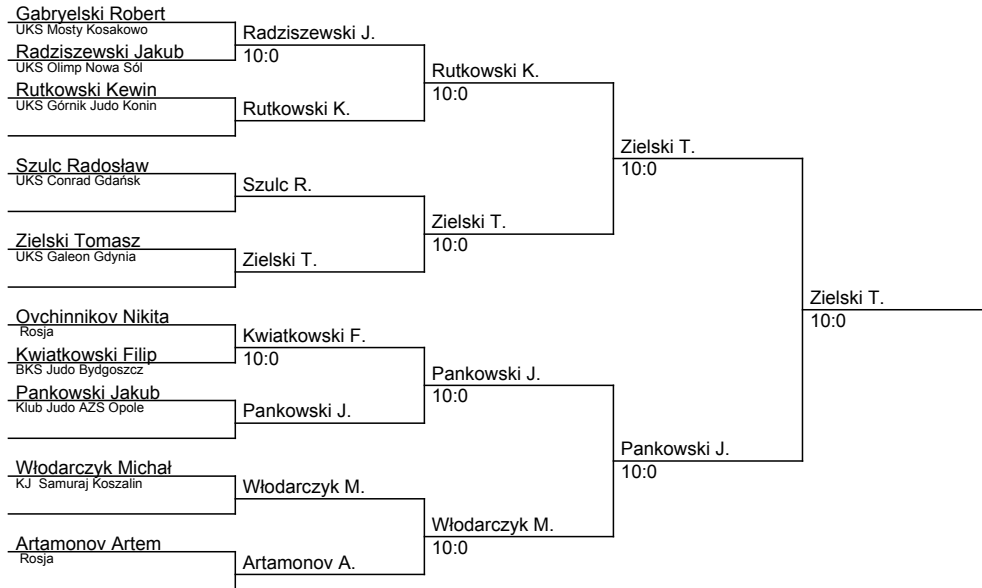 Gabryelski Robert
UKS Mosty Kosakowo
Radziszewski Jakub
UKS Olimp Nowa Sól
Rutkowski Kewin
UKS Górnik Judo Konin
Szulc Radosław
UKS Conrad Gdańsk
Zielski Tomasz
UKS Galeon Gdynia
Ovchinnikov Nikita
Rosja
Kwiatkowski Filip
BKS Judo Bydgoszcz
Pankowski Jakub
Klub Judo AZS Opole
Włodarczyk Michał
KJ Samuraj Koszalin
Artamonov Artem
Rosja
Radziszewski J.
10:0
Rutkowski K.
Szulc R.
Zielski T.
Kwiatkowski F.
10:0
Pankowski J.
Włodarczyk M.
Artamonov A.
Rutkowski K.
10:0
Zielski T.
10:0
Pankowski J.
10:0
Włodarczyk M.
10:0
Zielski T.
10:0
Pankowski J.
10:0
Zielski T.
10:0